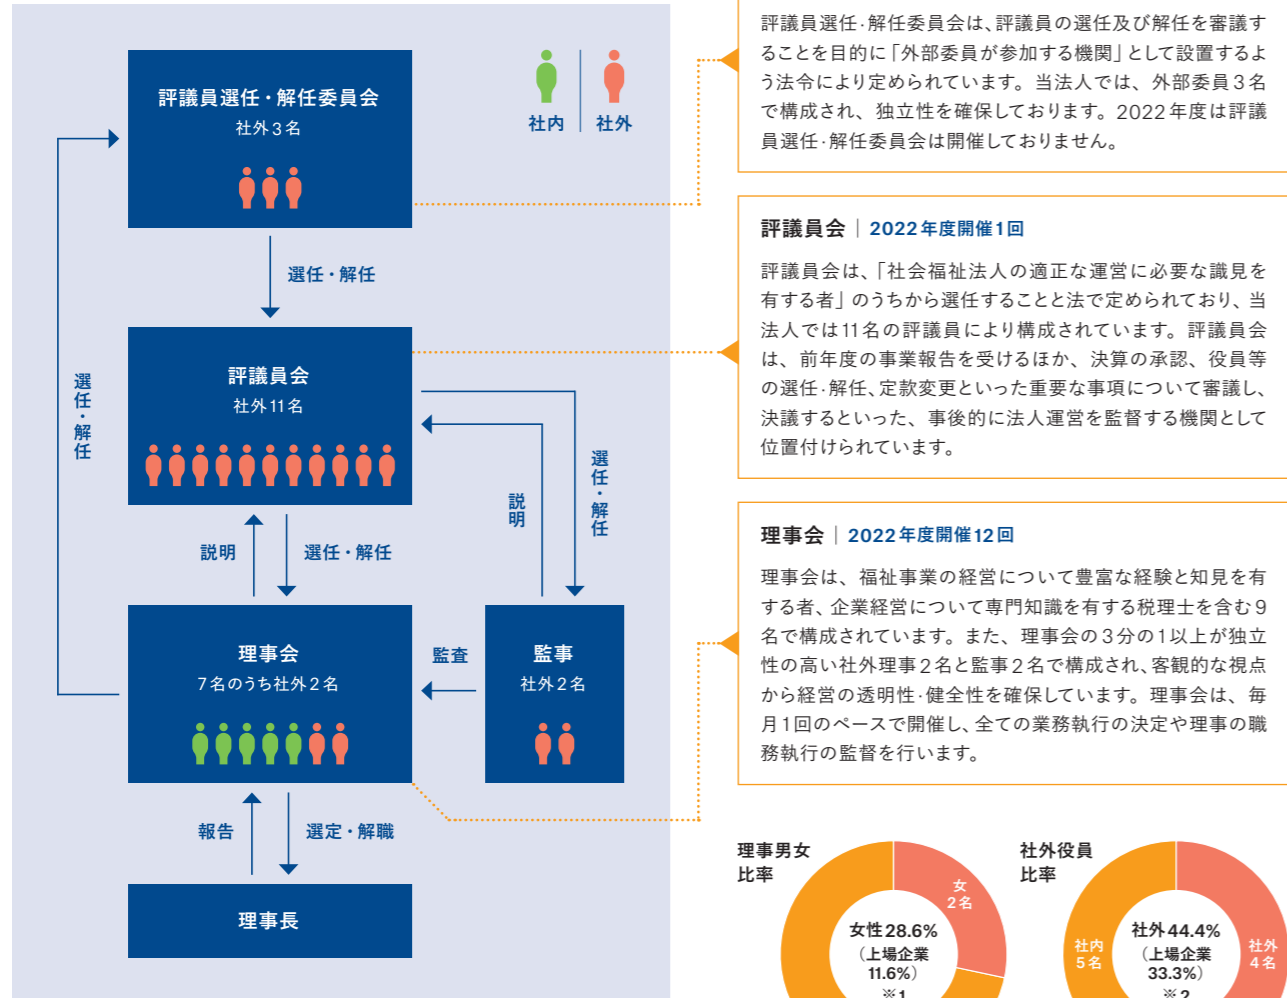 評議員選任・解任委員会
社外3名
社内
社外
選任・解任
評議員会
社外11名
選任・解任
説明
選任・解任
説明
選任・解任
理事会
7名のうち社外2名
監査
監事
社外2名
報告
選定・解職
理事長
評議員選任・解任委員会は、評議員の選任及び解任を審議す
ることを目的に「外部委員が参加する機関」として設置するよ
う法令により定められています。当法人では、外部委員3名
で構成され、独立性を確保しております。2022年度は評議
員選任・解任委員会は開催しておりません。
評議員会｜2022年度開催1回
評議員会は、「社会福祉法人の適正な運営に必要な識見を
有する者」のうちから選任することと法で定められており、当
法人では11名の評議員により構成されています。評議員会
は、前年度の事業報告を受けるほか、決算の承認、役員等
の選任・解任、定款変更といった重要な事項について審議し、
決議するといった、事後的に法人運営を監督する機関として
位置付けられています。
理事会｜2022年度開催12回
理事会は、福祉事業の経営について豊富な経験と知見を有
する者、企業経営について専門知識を有する税理士を含む9
名で構成されています。また、理事会の3分の1以上が独立
性の高い社外理事2名と監事2名で構成され、客観的な視点
から経営の透明性・健全性を確保しています。理事会は、毎
月1回のペースで開催し、全ての業務執行の決定や理事の職
務執行の監督を行います。
理事男女
比率
女
2名
女性28.6%
（上場企業
11.6%）
※1
社外役員
比率
社内
5名
社外44.4%
（上場企業
33.3%）
※2
社外
4名